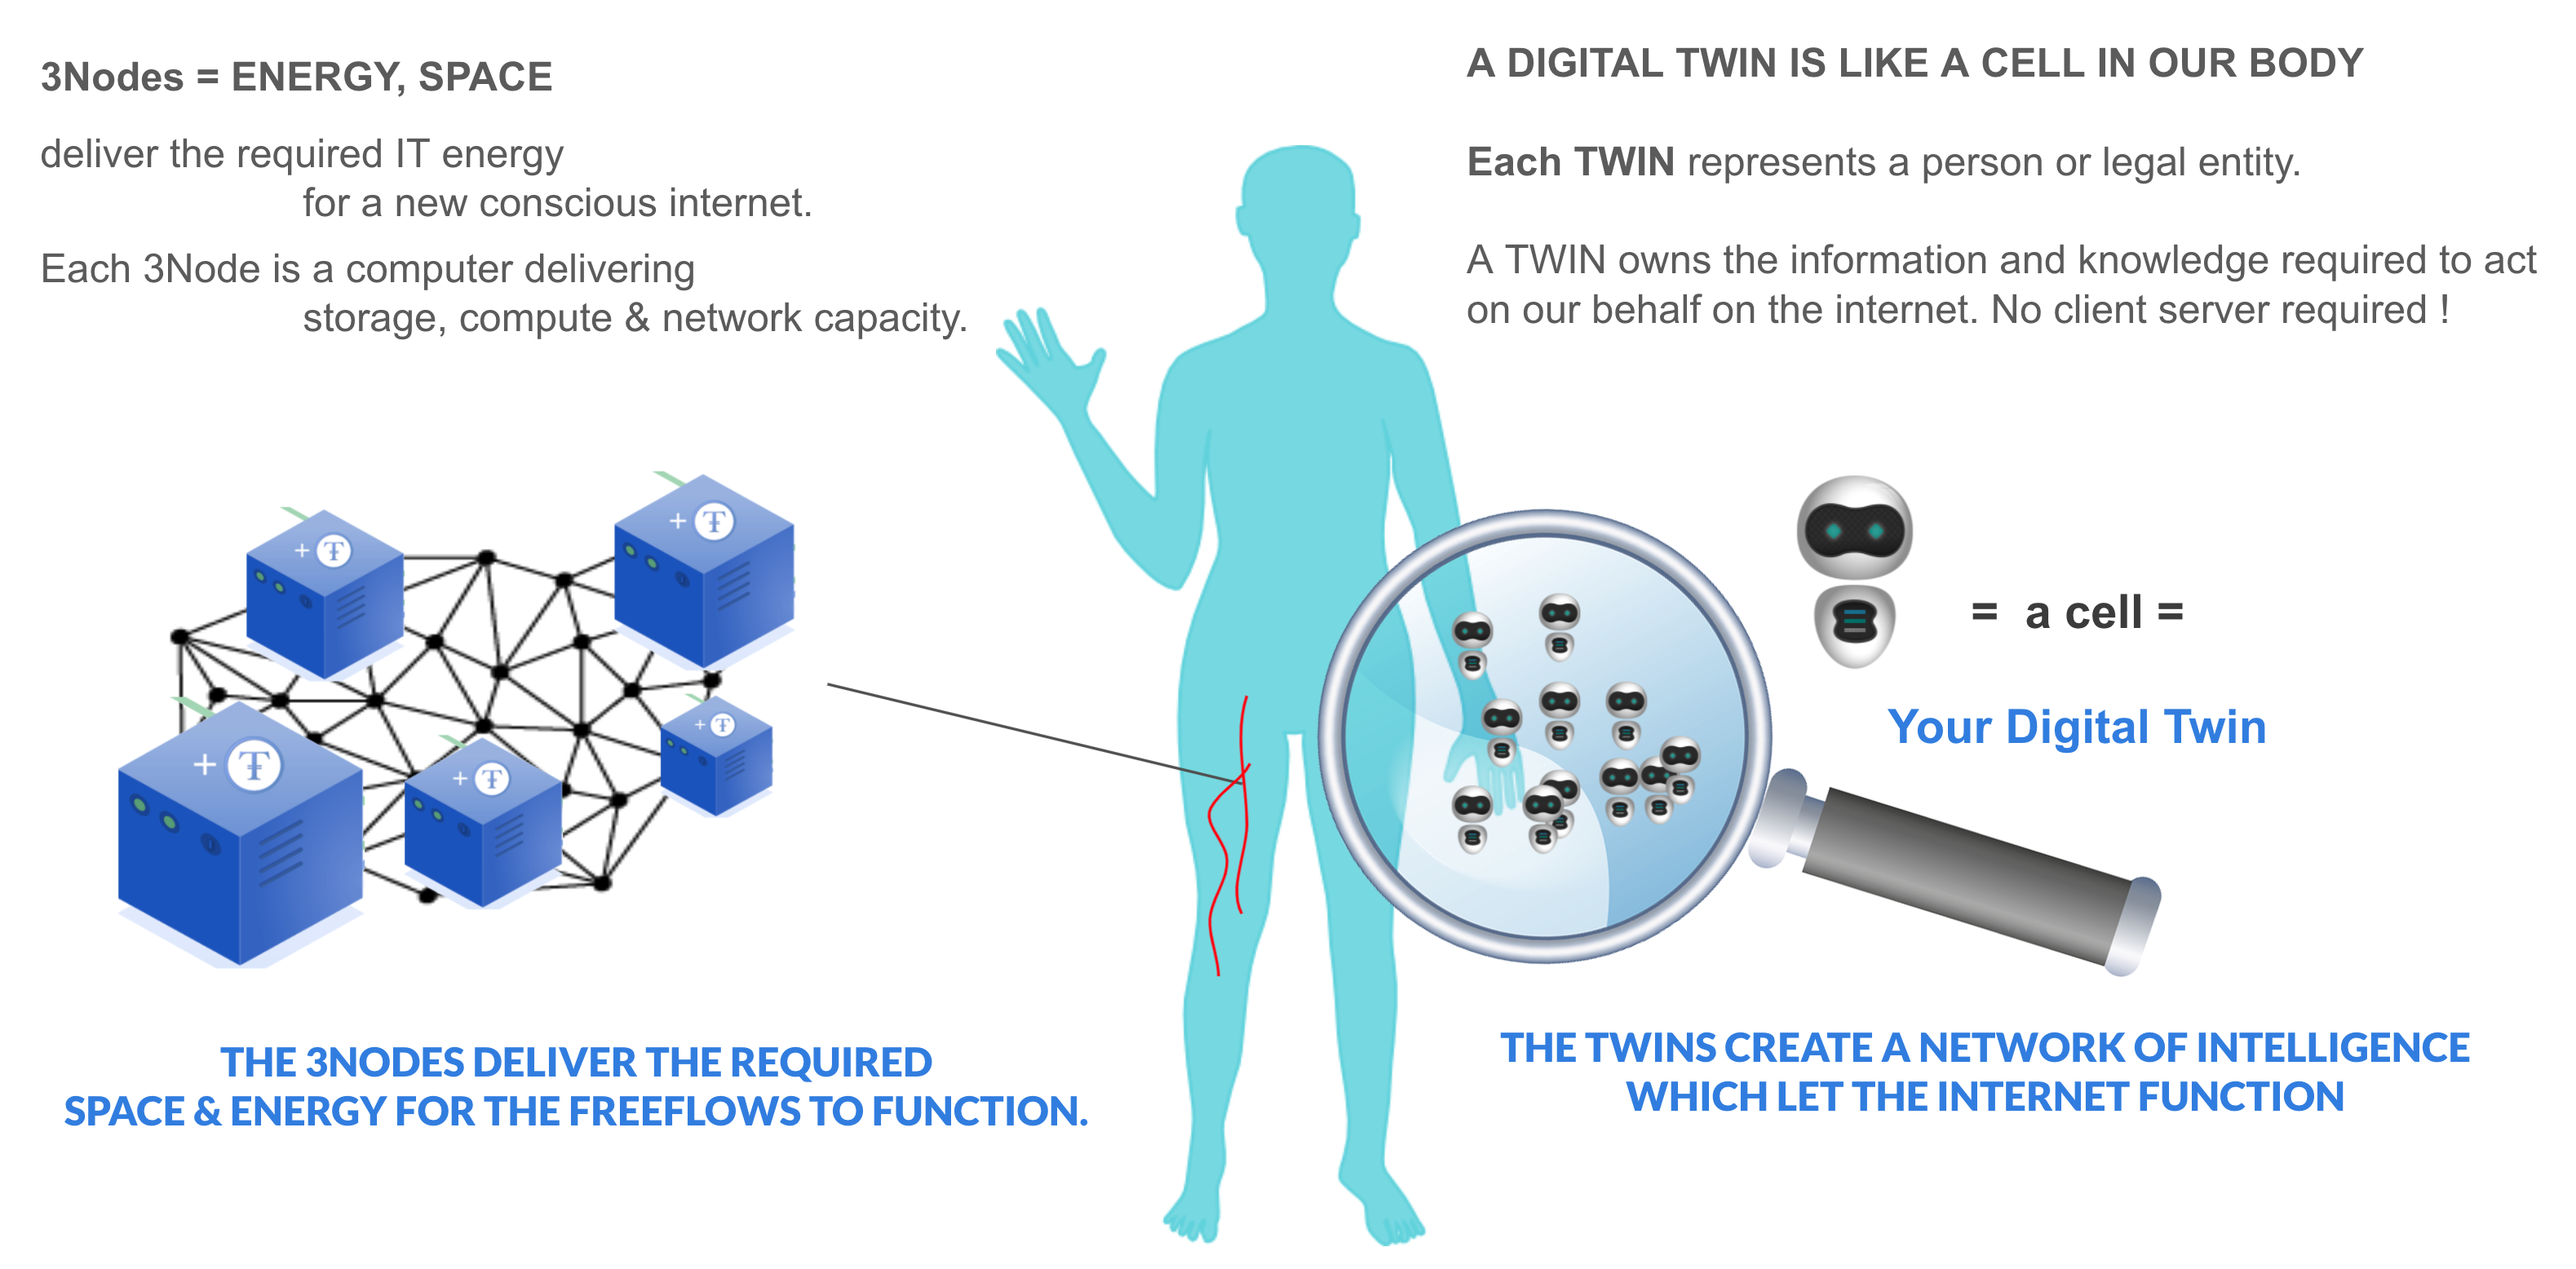 3Nodes = ENERGY, SPACE
deliver the required IT energy
for a new conscious internet.
Each 3Node is a computer delivering
storage, compute & network capacity.
A DIGITAL TWIN IS LIKE A CELL IN OUR BODY
Each TWIN represents a person or legal entity.
A TWIN owns the information and knowledge required to act
on our behalf on the internet. No client server required !
= a cell =
Your Digital Twin
THE 3NODES DELIVER THE REQUIRED
SPACE & ENERGY FOR THE FREEFLOWS TO FUNCTION.
THE TWINS CREATE A NETWORK OF INTELLIGENCE
WHICH LET THE INTERNET FUNCTION